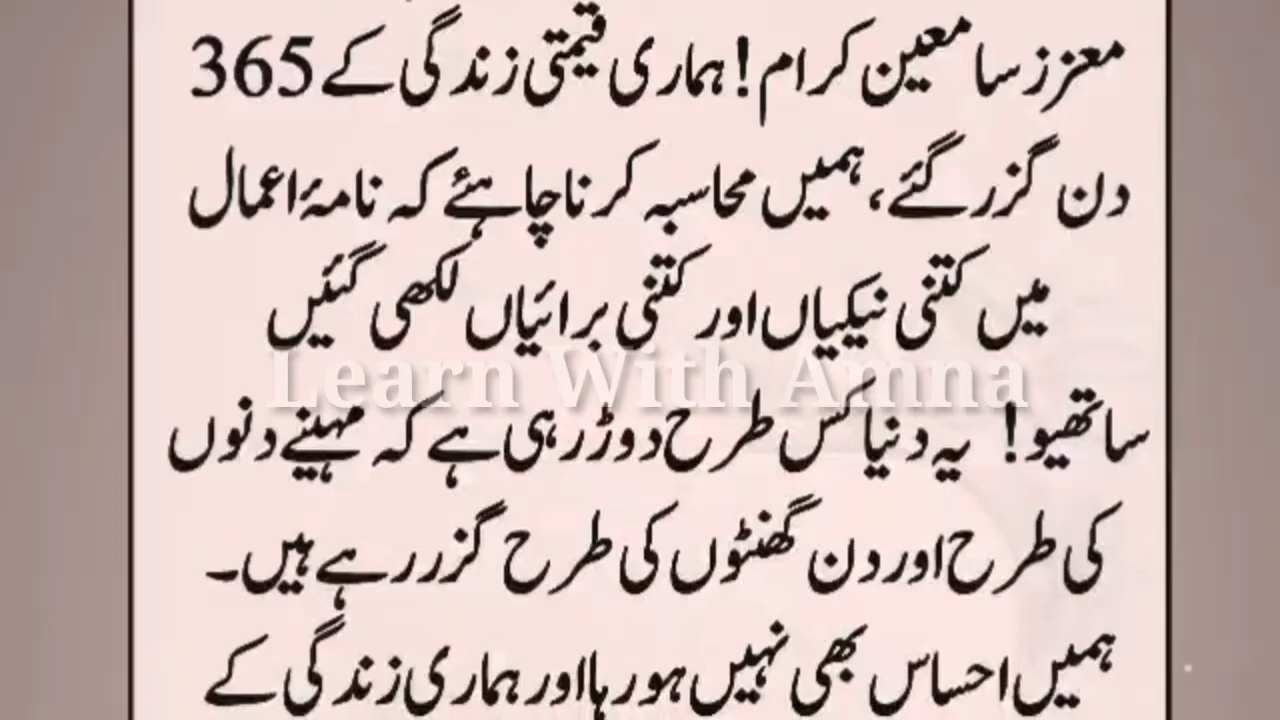 معزز سامعین کرام! ہماری قیمتی زندگی کے 365
دن گزر گئے، ہمیں محاسبہ کرنا چاہئے کہ نامۂ اعمال
میں کتنی نیکیاں اور کتنی برائیاں لکھی گئیں
Learn With Amna
ساتھیو! یہ دنیا کس طرح دوڑ رہی ہے کہ مہینے دنوں
کی طرح اور دن گھنٹوں کی طرح گزر رہے ہیں۔
ہمیں احساس بھی نہیں ہو رہا اور ہماری زندگی کے